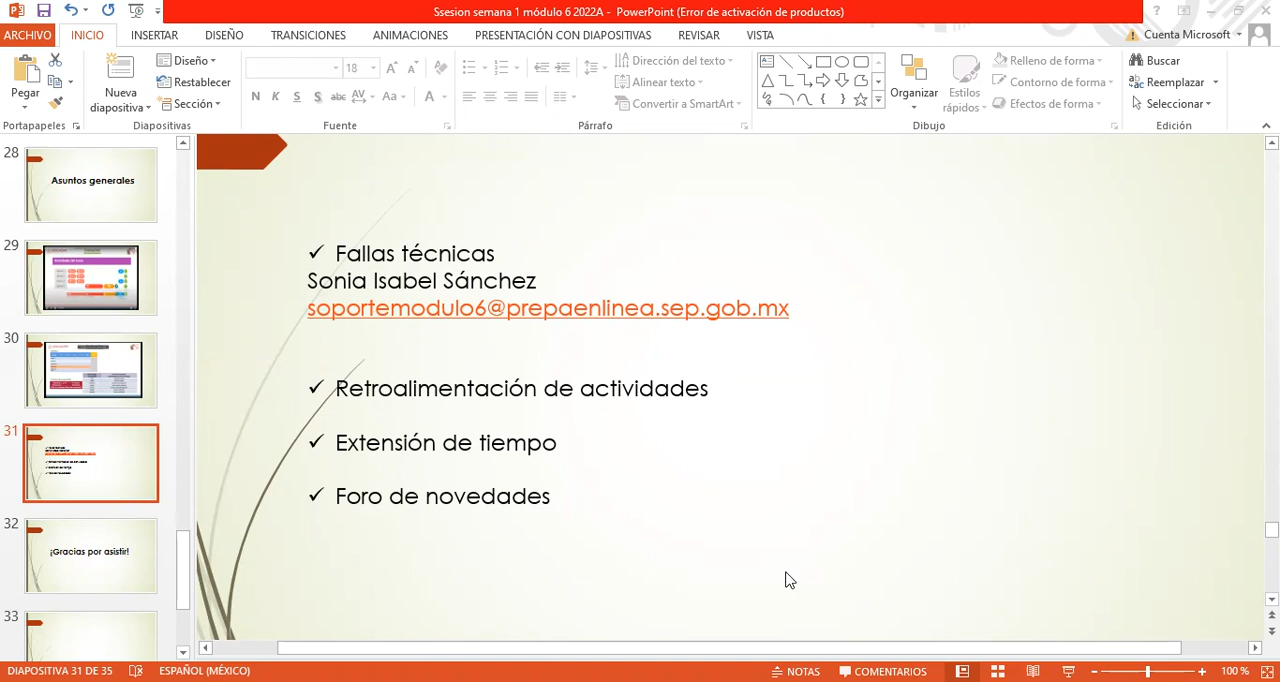 Ssesion semana 1 módulo 6 2022A - PowerPoint (Error de activación de productos)
ARCHIVO INICIO INSERTAR DISEÑO TRANSICIONES ANIMACIONES PRESENTACIÓN CON DIAPOSITIVAS REVISAR VISTA Cuenta Microsoft
Pegar
Nueva diapositiva
Diseño
Restablecer
Sección
18
N K S S abc AV Aa A
Dirección del texto
Alinear texto
Convertir a SmartArt
Organizar
Estilos rápidos
Relleno de forma
Contorno de forma
Efectos de forma
Buscar
Reemplazar
Seleccionar
Portapapeles Diapositivas Fuente Párrafo Dibujo Edición
28
Asuntos generales
29
30
31
32
¡Gracias por asistir!
33
✓ Fallas técnicas
Sonia Isabel Sánchez
soportemodulo6@prepaenlinea.sep.gob.mx
✓ Retroalimentación de actividades
✓ Extensión de tiempo
✓ Foro de novedades
DIAPOSITIVA 31 DE 35 ESPAÑOL (MÉXICO) NOTAS COMENTARIOS 100 %